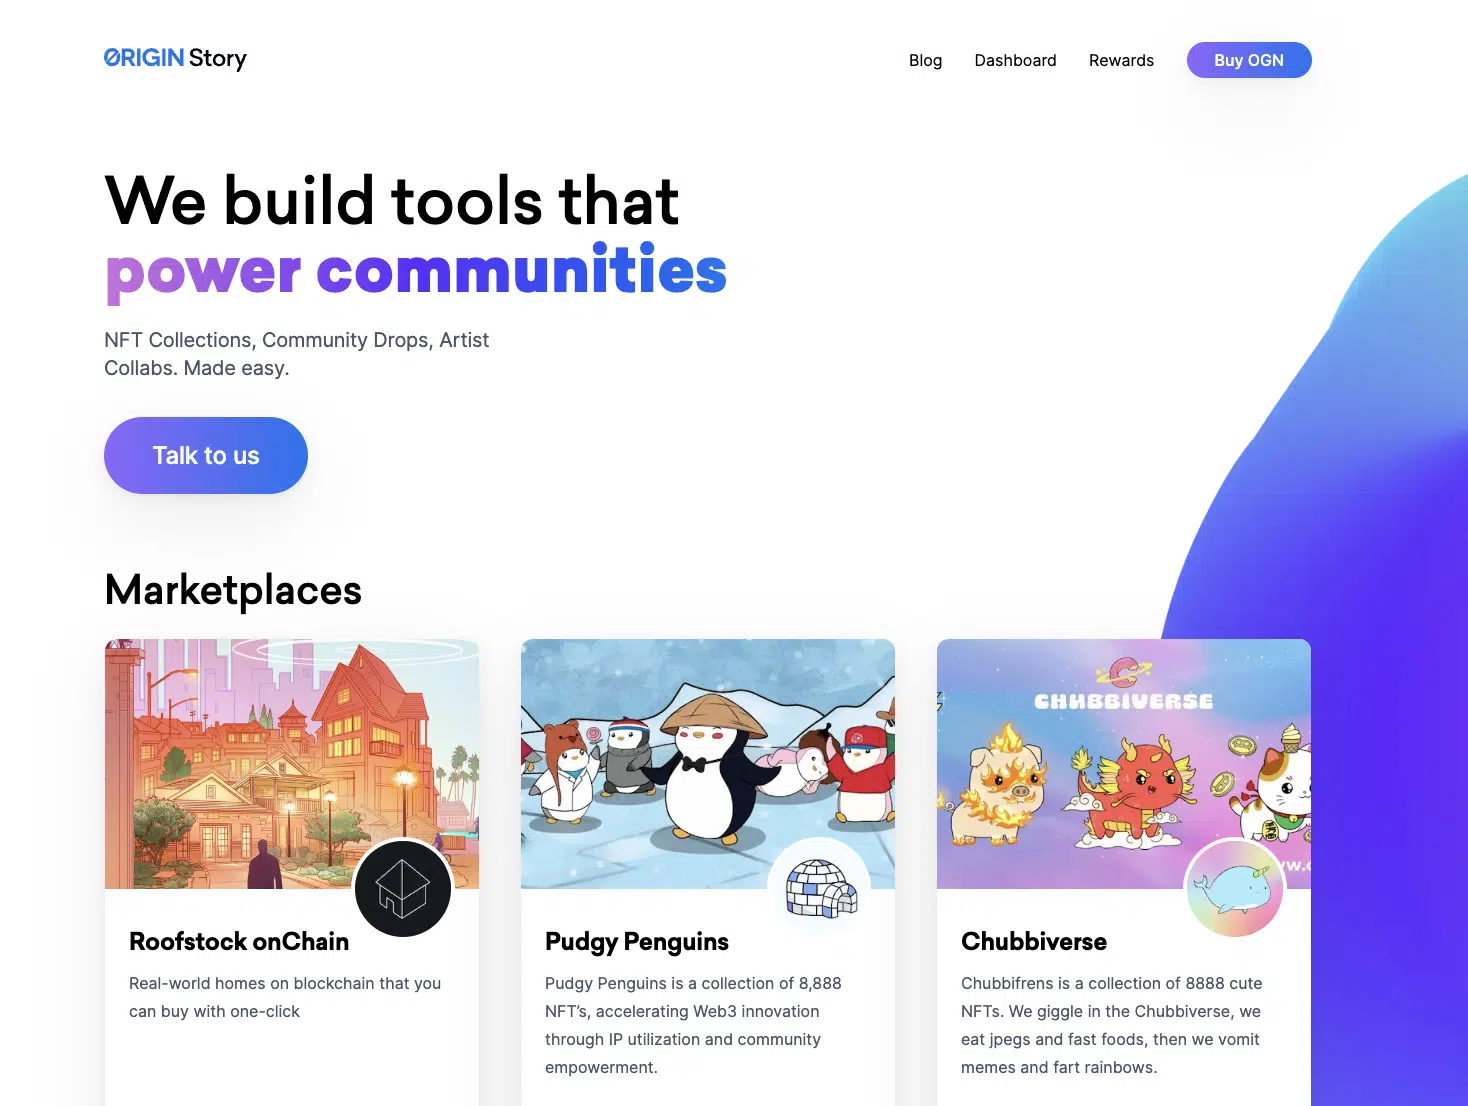 ORIGIN Story
Blog Dashboard Rewards Buy OGN
We build tools that
power communities
NFT Collections, Community Drops, Artist
Collabs. Made easy.
Talk to us
Marketplaces
CHUBBIVERSE
Roofstock onChain
Real-world homes on blockchain that you
can buy with one-click
Pudgy Penguins
Pudgy Penguins is a collection of 8,888
NFT’s, accelerating Web3 innovation
through IP utilization and community
empowerment.
Chubbiverse
Chubbifrens is a collection of 8888 cute
NFTs. We giggle in the Chubbiverse, we
eat jpegs and fast foods, then we vomit
memes and fart rainbows.